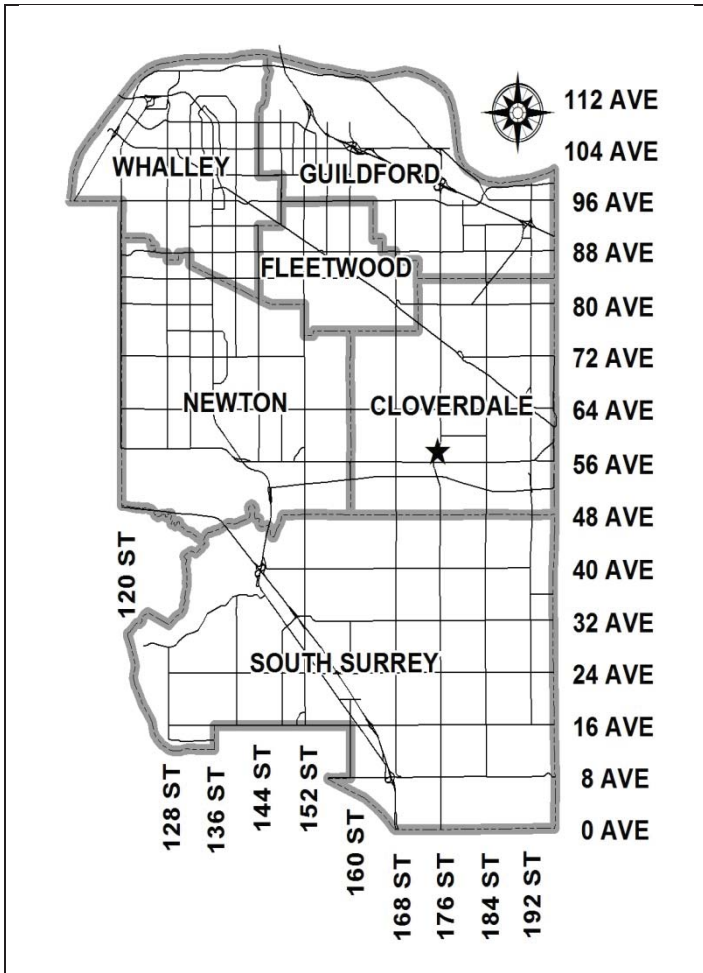 112 AVE
104 AVE
WHALLEY
GUILDFORD
96 AVE
88 AVE
FLEETWOOD
80 AVE
72 AVE
NEWTON
CLOVERDALE
64 AVE
56 AVE
48 AVE
120 ST
40 AVE
32 AVE
SOUTH SURREY
24 AVE
16 AVE
8 AVE
0 AVE
128 ST
136 ST
144 ST
152 ST
160 ST
168 ST
176 ST
184 ST
192 ST